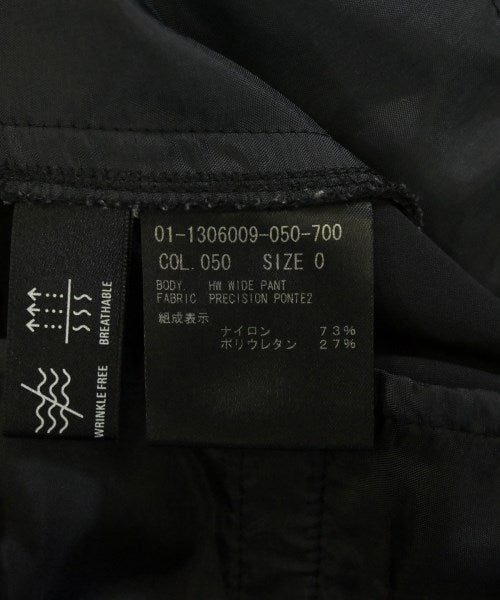 01-1306009-050-700
COL. 050 SIZE 0
BODY. HW WIDE PANT
FABRIC PRECISION PONTE2
組成表示
ナイロン 73%
ポリウレタン 27%
BREATHABLE
WRINKLE FREE